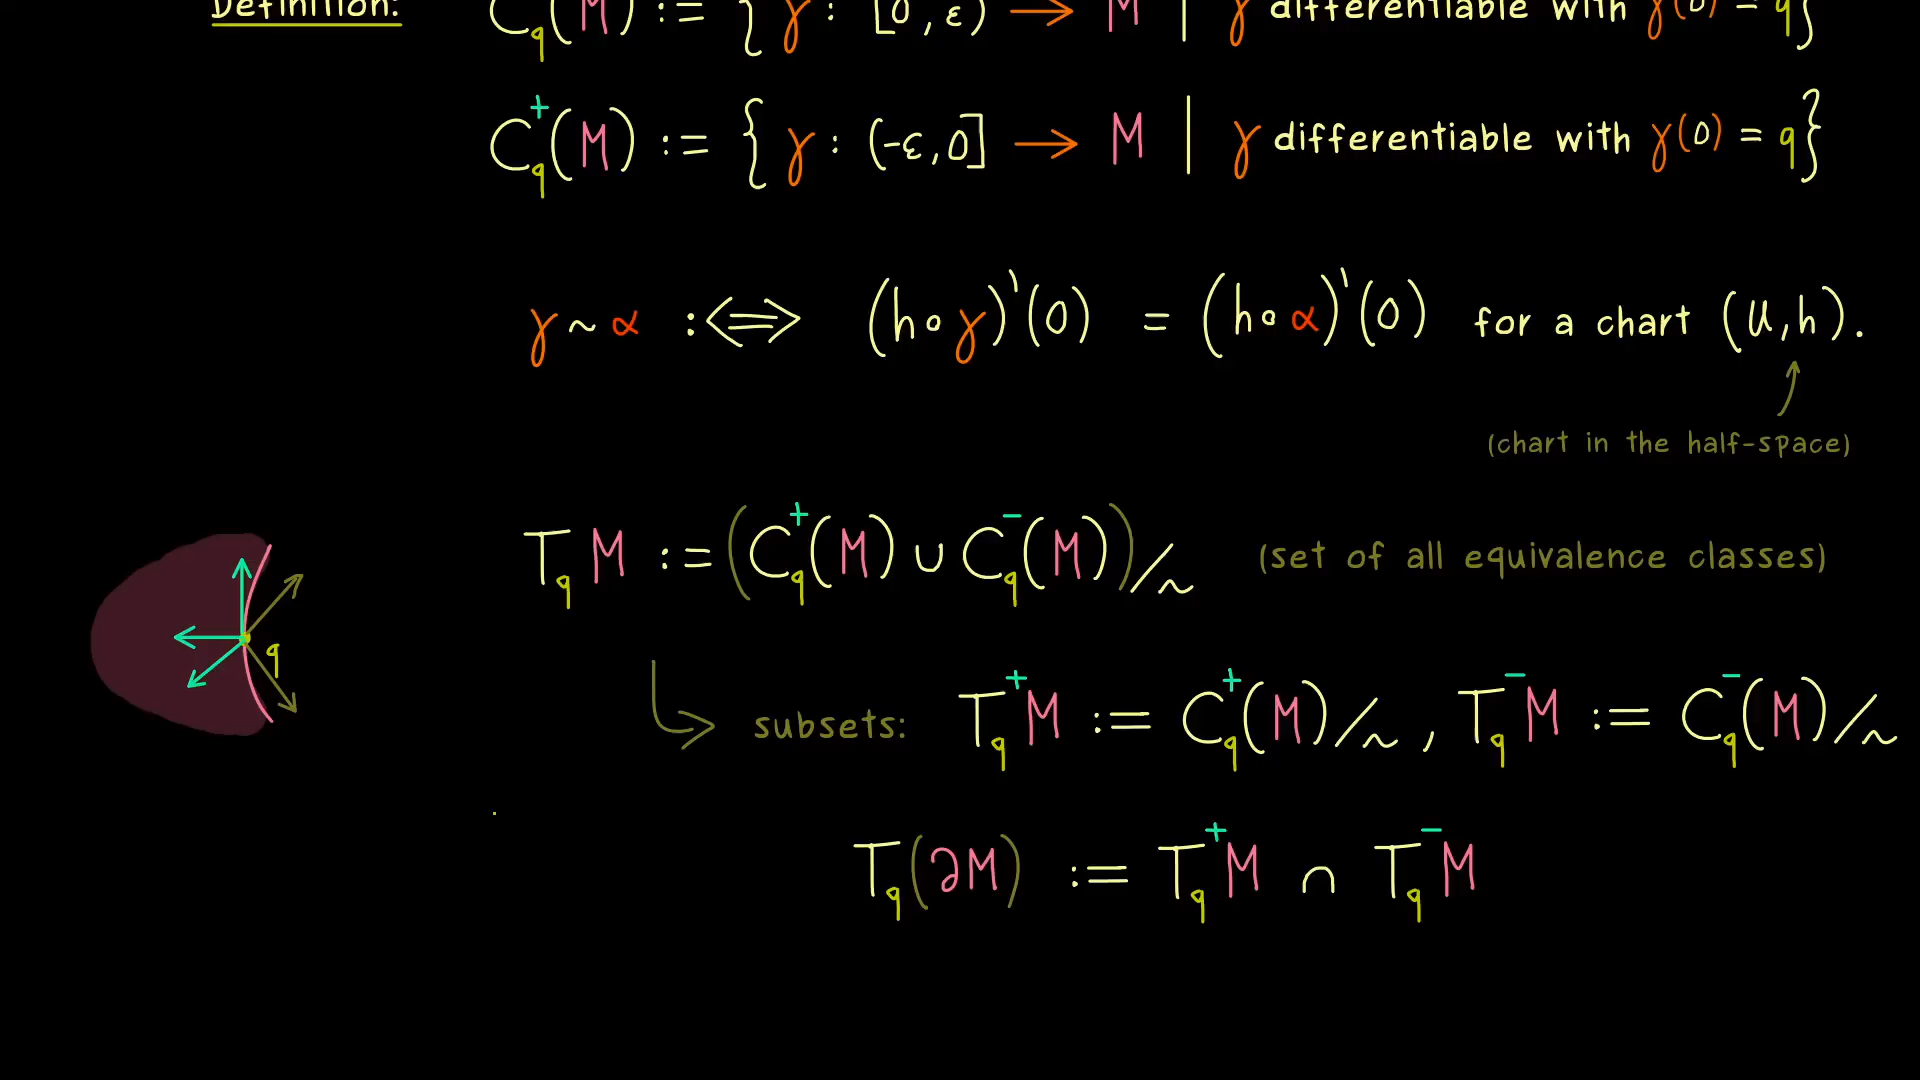 Definition: C_q(M) := { γ : [0, ε) → M | γ differentiable with γ(0) = q }
C_q^+(M) := { γ : (-ε, 0] → M | γ differentiable with γ(0) = q }
γ ~ α :⟺ (h∘γ)'(0) = (h∘α)'(0) for a chart (U, h).
(chart in the half-space)
T_q M := (C_q^+(M) ∪ C_q^-(M))/~ (set of all equivalence classes)
q
subsets: T_q^+ M := C_q^+(M)/~ , T_q^- M := C_q^-(M)/~
T_q(∂M) := T_q^+ M ∩ T_q^- M